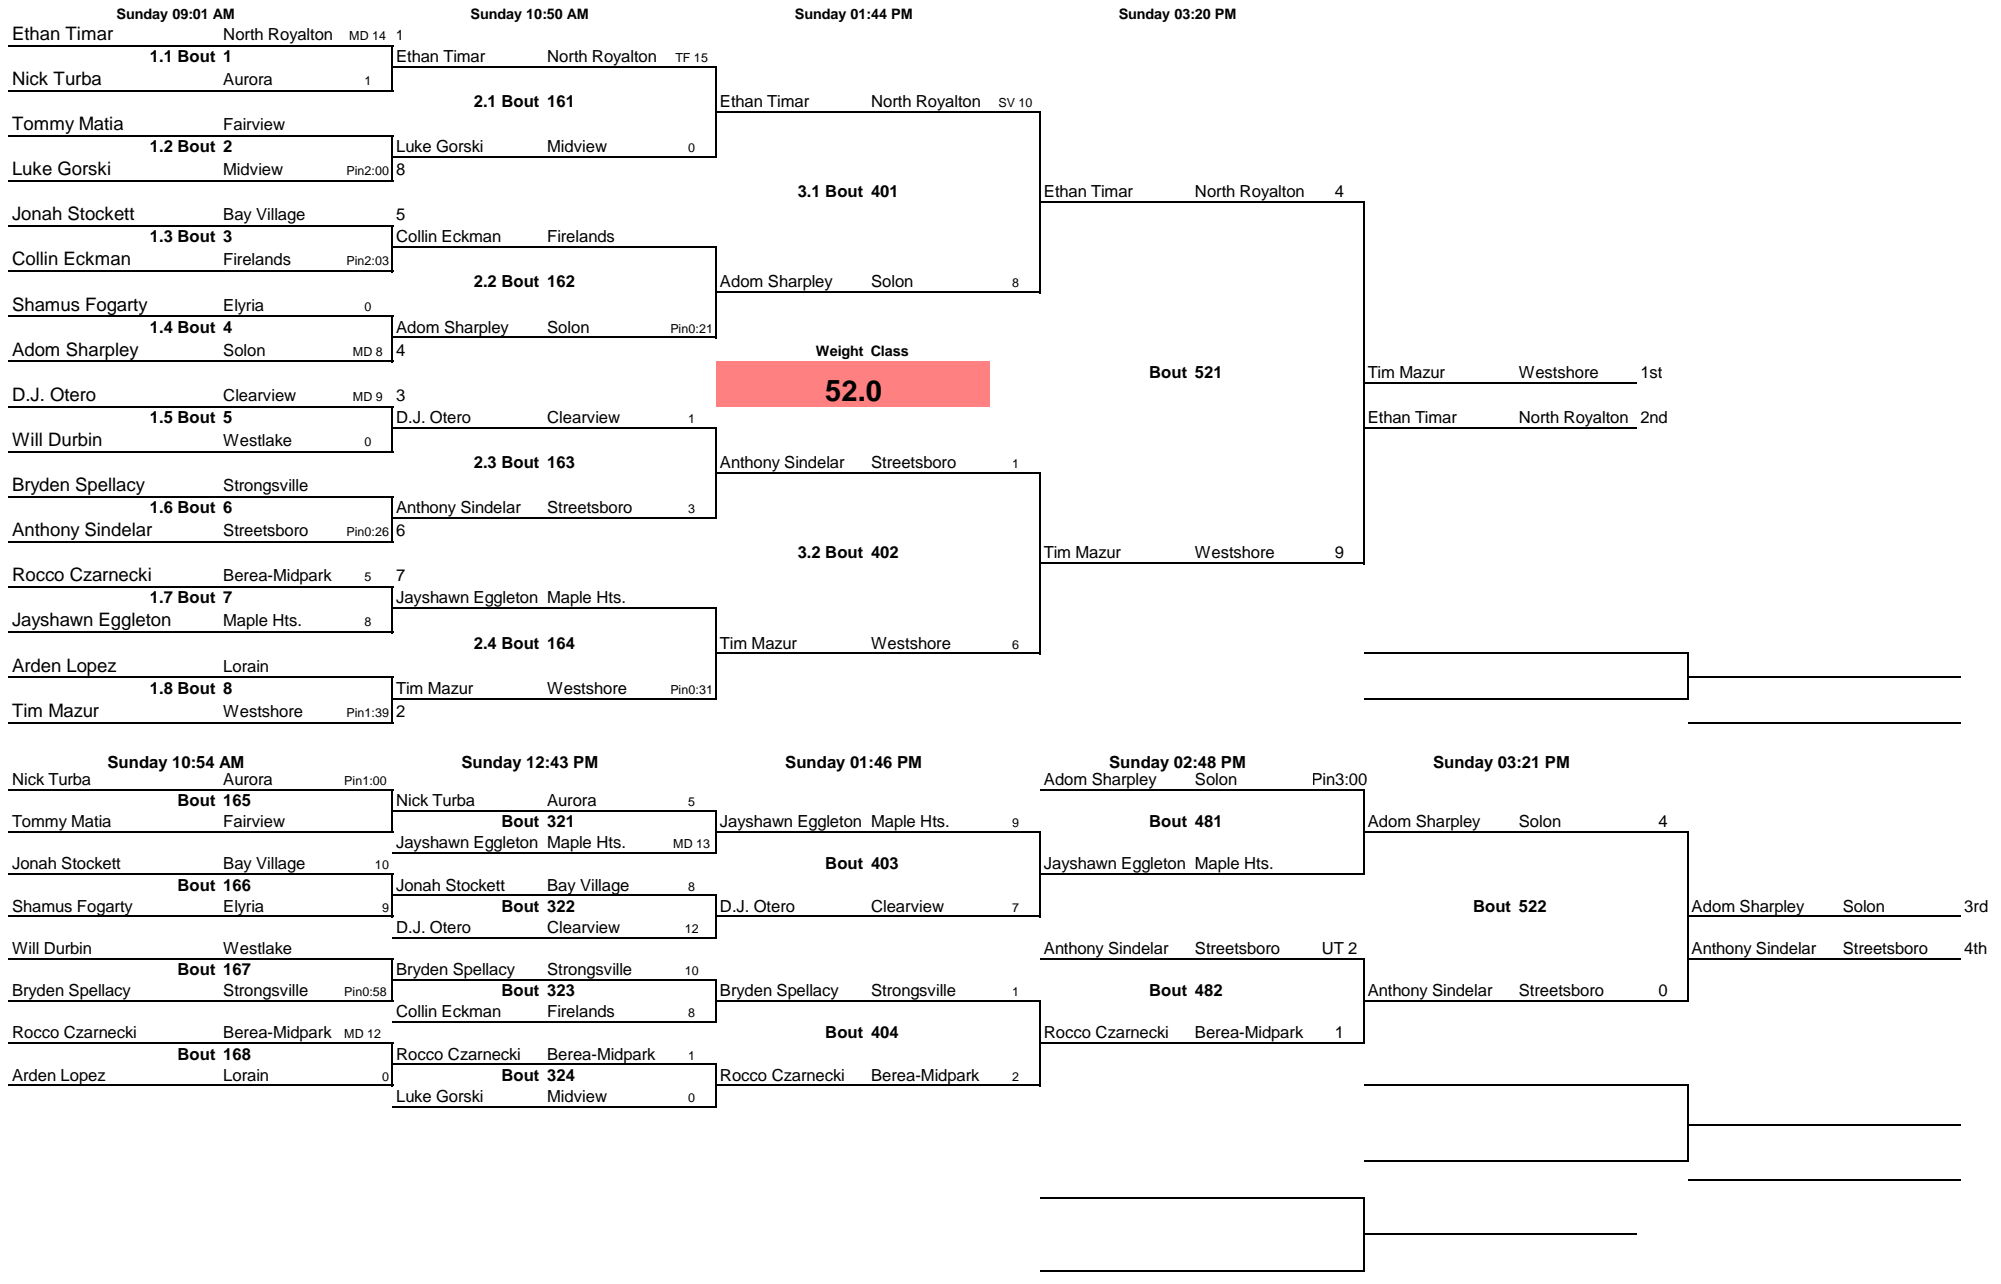 Sunday 09:01 AM Sunday 10:50 AM Sunday 01:44 PM Sunday 03:20 PM
Ethan Timar North Royalton MD 14 1
1.1 Bout 1 Ethan Timar North Royalton TF 15
Nick Turba Aurora 1
2.1 Bout 161 Ethan Timar North Royalton SV 10
Tommy Matia Fairview
1.2 Bout 2 Luke Gorski Midview 0
Luke Gorski Midview Pin2:00 8
3.1 Bout 401 Ethan Timar North Royalton 4
Jonah Stockett Bay Village 5
1.3 Bout 3 Collin Eckman Firelands
Collin Eckman Firelands Pin2:03
2.2 Bout 162 Adom Sharpley Solon 8
Shamus Fogarty Elyria 0
1.4 Bout 4 Adom Sharpley Solon Pin0:21
Adom Sharpley Solon MD 8 4 Weight Class
Bout 521 Tim Mazur Westshore 1st
D.J. Otero Clearview MD 9 3 52.0
1.5 Bout 5 D.J. Otero Clearview 1 Ethan Timar North Royalton 2nd
Will Durbin Westlake 0
2.3 Bout 163 Anthony Sindelar Streetsboro 1
Bryden Spellacy Strongsville
1.6 Bout 6 Anthony Sindelar Streetsboro 3
Anthony Sindelar Streetsboro Pin0:26 6
3.2 Bout 402 Tim Mazur Westshore 9
Rocco Czarnecki Berea-Midpark 5 7
1.7 Bout 7 Jayshawn Eggleton Maple Hts.
Jayshawn Eggleton Maple Hts. 8
2.4 Bout 164 Tim Mazur Westshore 6
Arden Lopez Lorain
1.8 Bout 8 Tim Mazur Westshore Pin0:31
Tim Mazur Westshore Pin1:39 2
Sunday 10:54 AM Sunday 12:43 PM Sunday 01:46 PM Sunday 02:48 PM Sunday 03:21 PM
Nick Turba Aurora Pin1:00 Adom Sharpley Solon Pin3:00
Bout 165 Nick Turba Aurora 5
Tommy Matia Fairview Bout 321 Jayshawn Eggleton Maple Hts. 9 Bout 481 Adom Sharpley Solon 4
Jayshawn Eggleton Maple Hts. MD 13
Jonah Stockett Bay Village 10 Bout 403 Jayshawn Eggleton Maple Hts.
Bout 166 Jonah Stockett Bay Village 8
Shamus Fogarty Elyria 9 Bout 322 D.J. Otero Clearview 7 Bout 522 Adom Sharpley Solon 3rd
D.J. Otero Clearview 12
Will Durbin Westlake Anthony Sindelar Streetsboro UT 2 Anthony Sindelar Streetsboro 4th
Bout 167 Bryden Spellacy Strongsville 10
Bryden Spellacy Strongsville Pin0:58 Bout 323 Bryden Spellacy Strongsville 1 Bout 482 Anthony Sindelar Streetsboro 0
Collin Eckman Firelands 8
Rocco Czarnecki Berea-Midpark MD 12 Bout 404 Rocco Czarnecki Berea-Midpark 1
Bout 168 Rocco Czarnecki Berea-Midpark 1
Arden Lopez Lorain 0 Bout 324 Rocco Czarnecki Berea-Midpark 2
Luke Gorski Midview 0